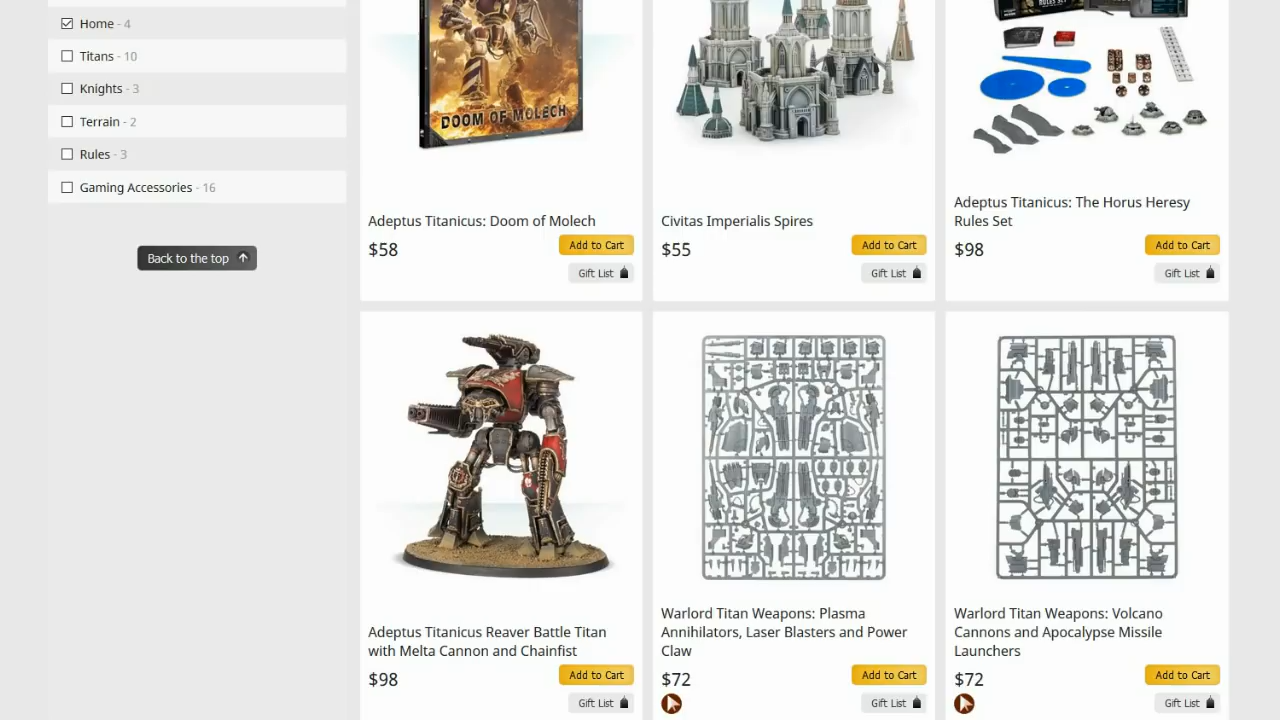 Home - 4
Titans - 10
Knights - 3
Terrain - 2
Rules - 3
Gaming Accessories - 16
Back to the top
DOOM OF MOLECH
Adeptus Titanicus: Doom of Molech
$58
Add to Cart
Gift List
Civitas Imperialis Spires
$55
Add to Cart
Gift List
RULES SET
Adeptus Titanicus: The Horus Heresy
Rules Set
$98
Add to Cart
Gift List
Adeptus Titanicus Reaver Battle Titan
with Melta Cannon and Chainfist
$98
Add to Cart
Gift List
Warlord Titan Weapons: Plasma
Annihilators, Laser Blasters and Power
Claw
$72
Add to Cart
Gift List
Warlord Titan Weapons: Volcano
Cannons and Apocalypse Missile
Launchers
$72
Add to Cart
Gift List